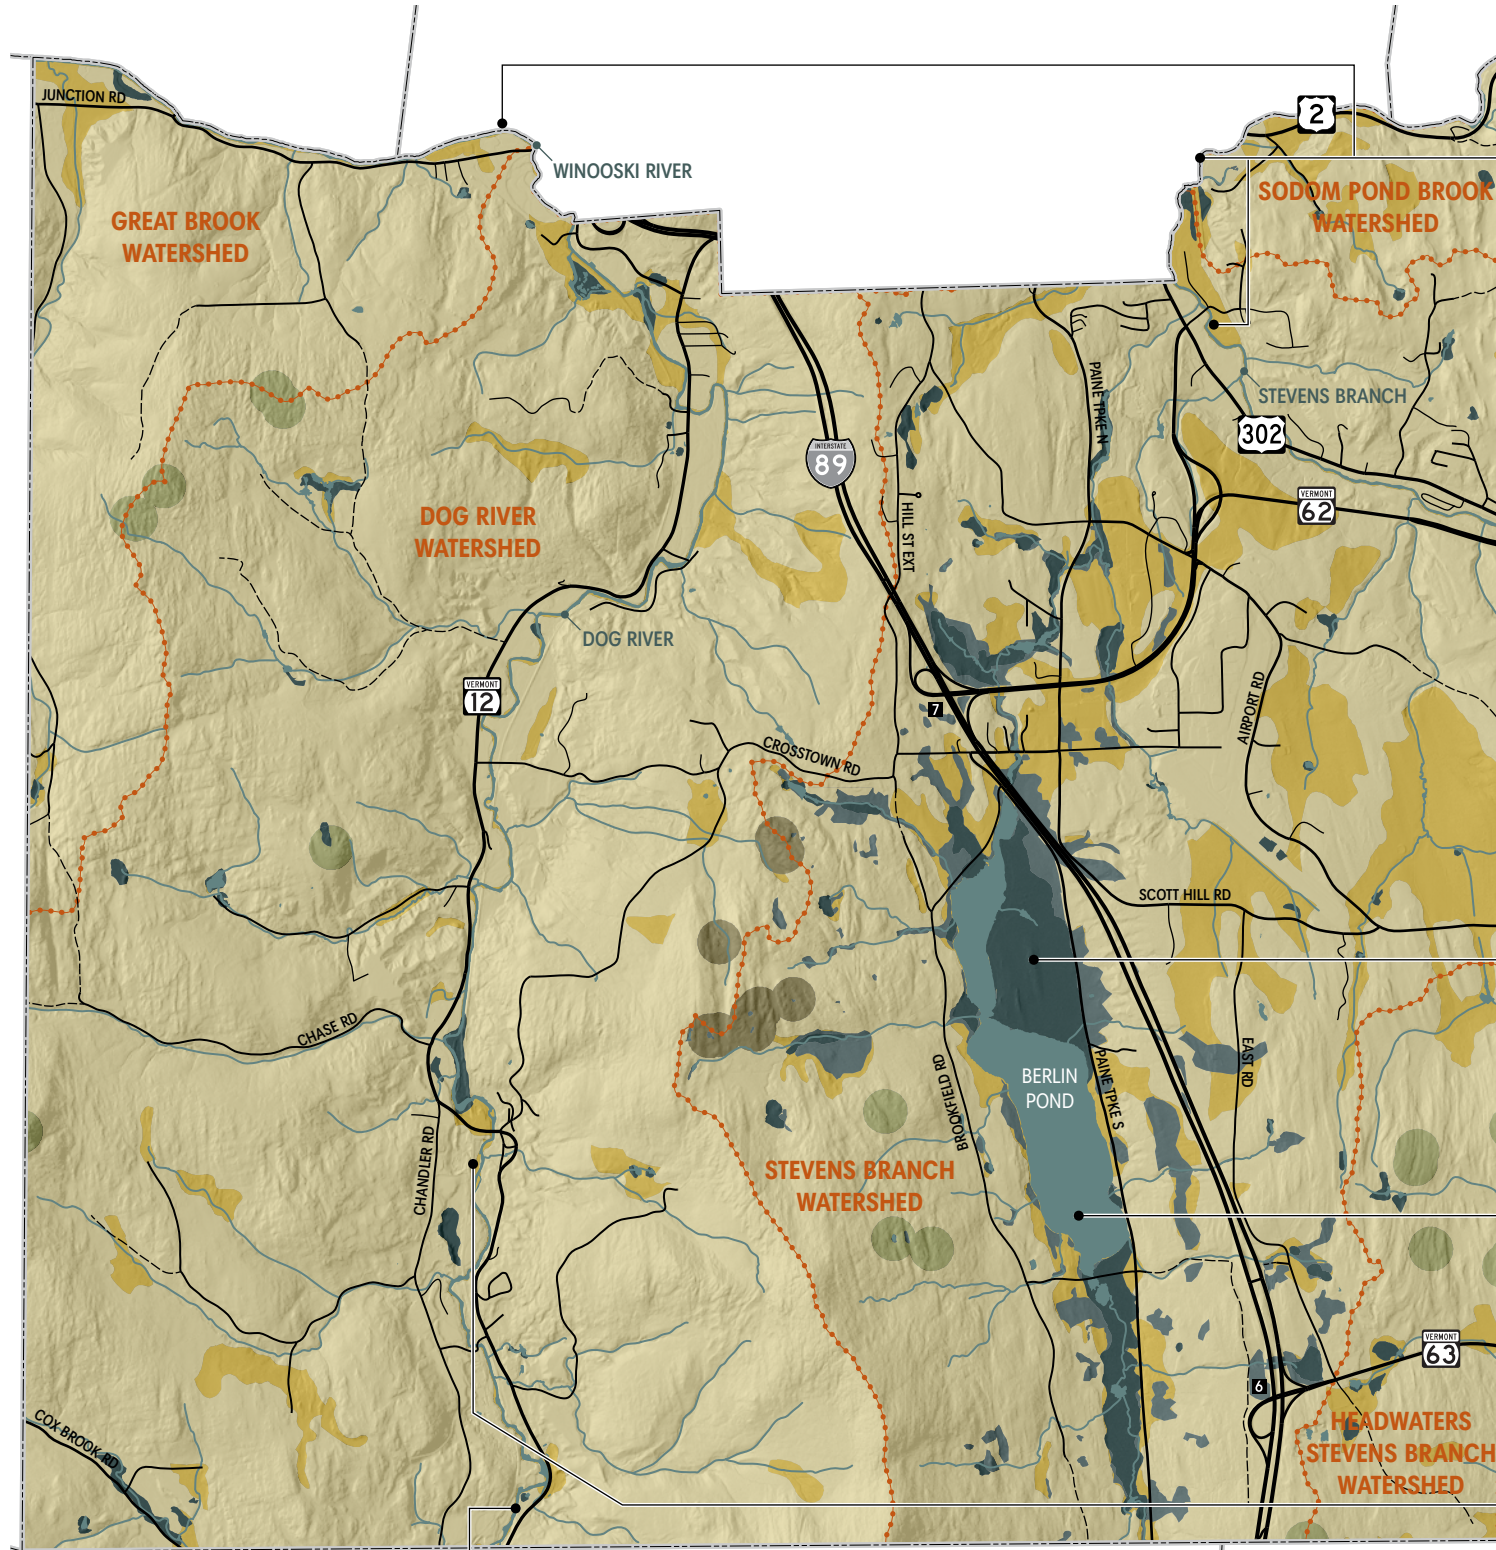 JUNCTION RD
2
WINOOSKI RIVER
SODOM POND BROOK
WATERSHED
GREAT BROOK
WATERSHED
PAINE TPKE N
STEVENS BRANCH
302
INTERSTATE
89
VERMONT
62
HILL ST EXT
DOG RIVER
WATERSHED
DOG RIVER
VERMONT
12
7
AIRPORT RD
CROSSTOWN RD
SCOTT HILL RD
CHASE RD
EAST RD
BROOKFIELD RD
BERLIN
POND
PAINE TPKE S
CHANDLER RD
STEVENS BRANCH
WATERSHED
VERMONT
63
6
HEADWATERS
STEVENS BRANCH
WATERSHED
COX BROOK RD